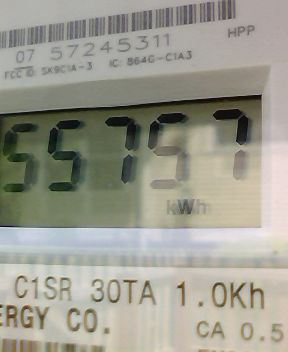 07 57245311
HPP
FCC ID: SK9C1A-3 IC: 864G-C1A3
55757
kWh
C1SR 30TA 1.0Kh
ERGY CO.
CA 0.5